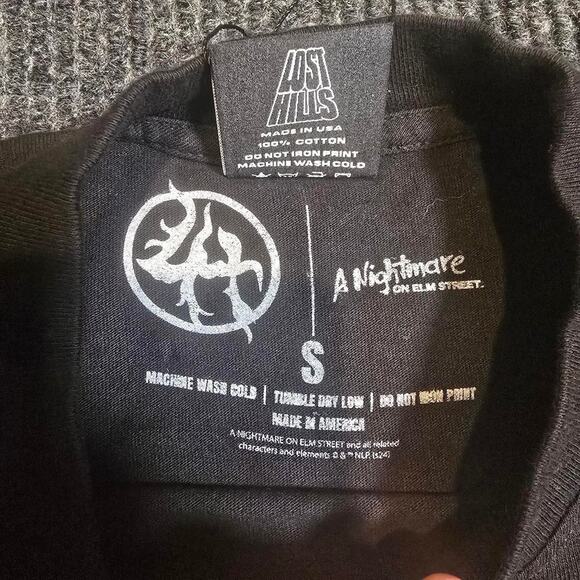 LOST
HILLS
MADE IN USA
100% COTTON
DO NOT IRON PRINT
MACHINE WASH COLD
A Nightmare
ON ELM STREET.
S
MACHINE WASH COLD | TUMBLE DRY LOW | DO NOT IRON PRINT
MADE IN AMERICA
A NIGHTMARE ON ELM STREET and all related
characters and elements © & ™ NLP. (s24)